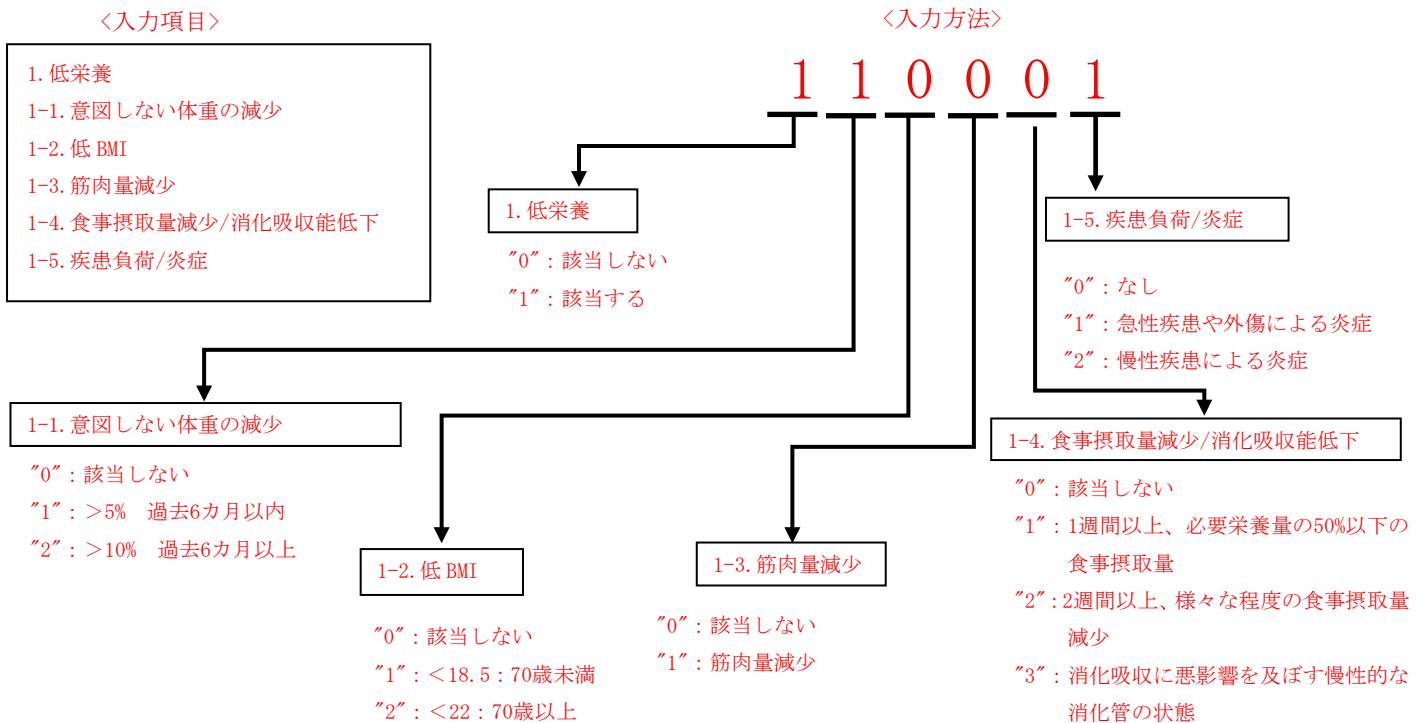 <入力項目>
1.低栄養
1-1.意図しない体重の減少
1-2.低 BMI
1-3.筋肉量減少
1-4.食事摂取量減少/消化吸収能低下
1-5.疾患負荷/炎症
<入力方法>
1 1 0 0 0 1
1.低栄養
"0"：該当しない
"1"：該当する
1-5.疾患負荷/炎症
"0"：なし
"1"：急性疾患や外傷による炎症
"2"：慢性疾患による炎症
1-1.意図しない体重の減少
"0"：該当しない
"1"：＞5%　過去6カ月以内
"2"：＞10%　過去6カ月以上
1-2.低 BMI
"0"：該当しない
"1"：＜18.5：70歳未満
"2"：＜22：70歳以上
1-3.筋肉量減少
"0"：該当しない
"1"：筋肉量減少
1-4.食事摂取量減少/消化吸収能低下
"0"：該当しない
"1"：1週間以上、必要栄養量の50%以下の
食事摂取量
"2"：2週間以上、様々な程度の食事摂取量
減少
"3"：消化吸収に悪影響を及ぼす慢性的な
消化管の状態